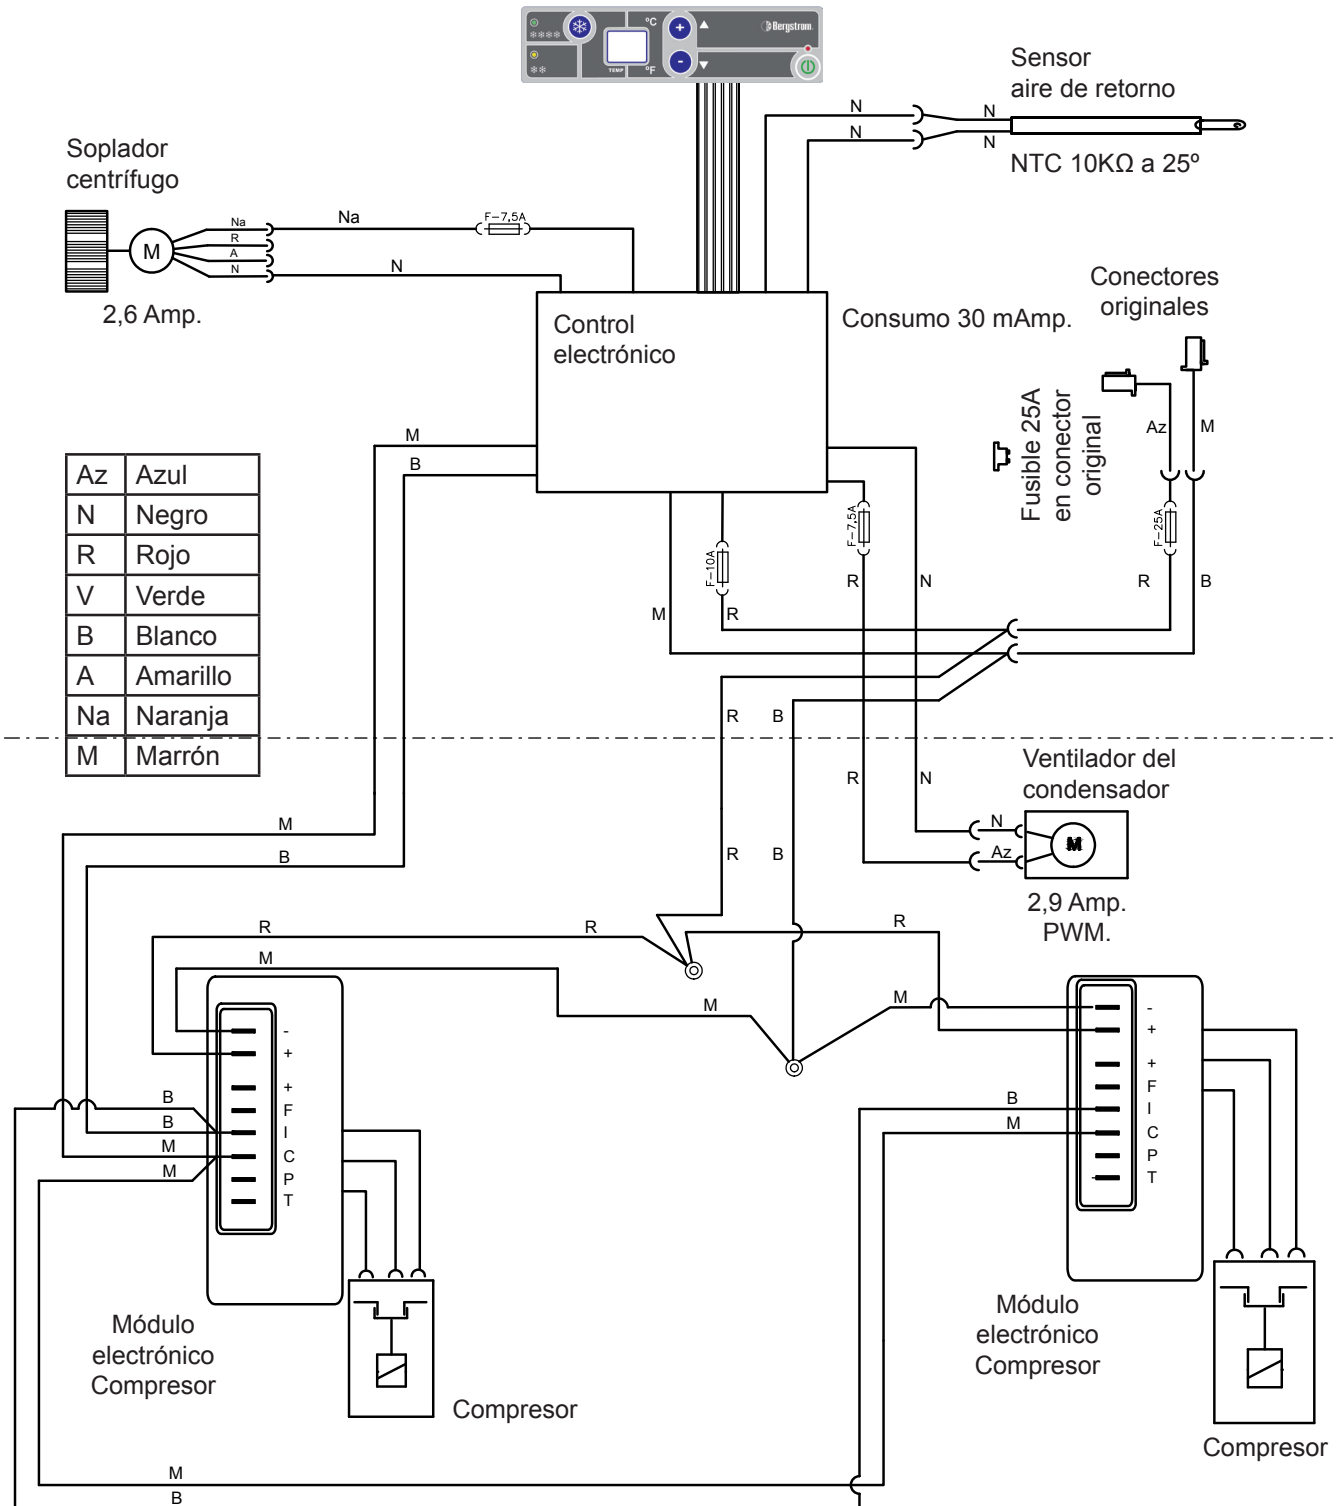 °C
Bergstrom
TEMP
°F
Sensor
aire de retorno
N
N
N
N
NTC 10KΩ a 25º
Soplador
centrífugo
Na
R
A
N
Na
F-7,5A
M
N
2,6 Amp.
Control
electrónico
Consumo 30 mAmp.
Conectores
originales
Fusible 25A
en conector
original
Az
M
M
B
Az Azul
N Negro
R Rojo
V Verde
B Blanco
A Amarillo
Na Naranja
M Marrón
F-10A
F-7,5A
F-25A
R
N
R
B
M
R
R
B
R
N
Ventilador del
condensador
N
Az
M
2,9 Amp.
PWM.
M
B
R
B
R
R
R
M
M
M
-
+
+
F
I
C
P
T
B
B
M
M
-
+
+
F
I
C
P
T
B
M
Módulo
electrónico
Compresor
Compresor
Módulo
electrónico
Compresor
Compresor
M
B